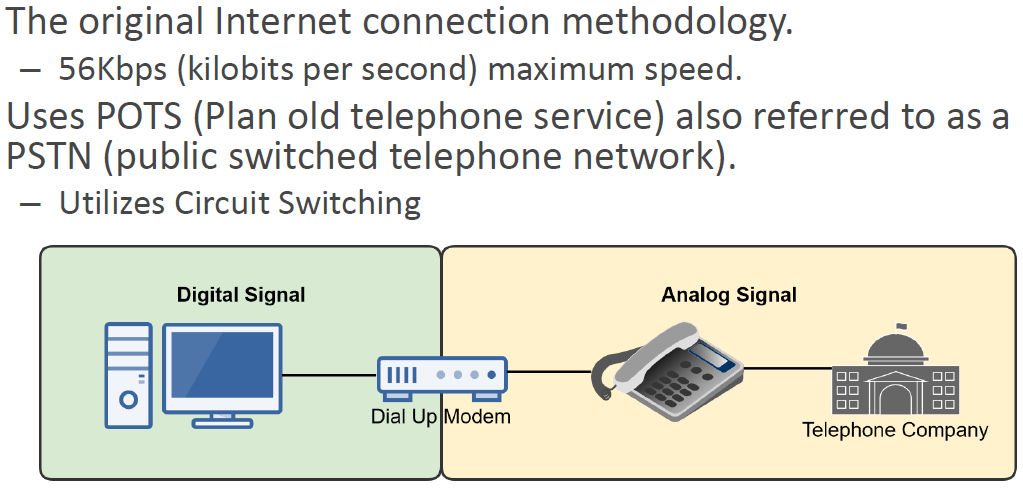 The original Internet connection methodology.
– 56Kbps (kilobits per second) maximum speed.
Uses POTS (Plan old telephone service) also referred to as a
PSTN (public switched telephone network).
– Utilizes Circuit Switching
Digital Signal
Analog Signal
Dial Up Modem
Telephone Company